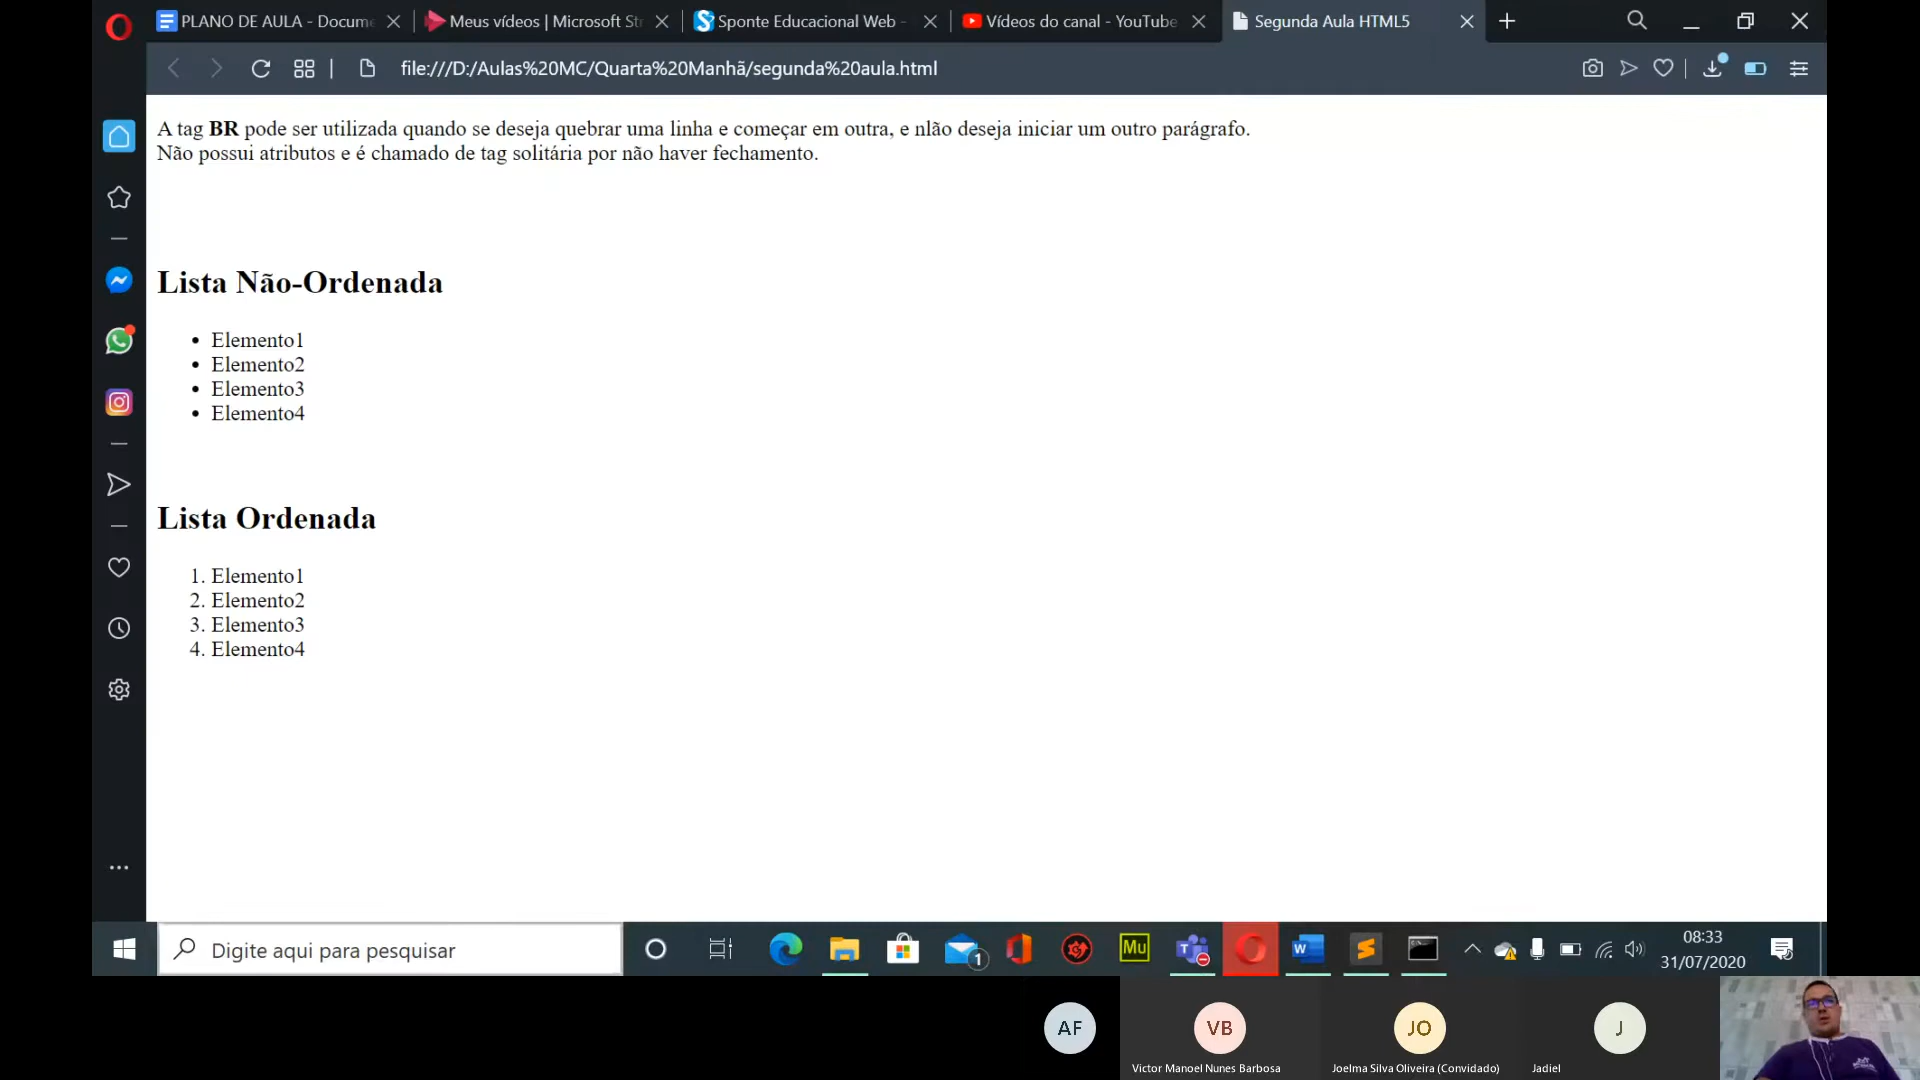 PLANO DE AULA - Docume
Meus vídeos | Microsoft Str
Sponte Educacional Web -
Vídeos do canal - YouTube
Segunda Aula HTML5
file:///D:/Aulas%20MC/Quarta%20Manhã/segunda%20aula.html
A tag BR pode ser utilizada quando se deseja quebrar uma linha e começar em outra, e nlão deseja iniciar um outro parágrafo.
Não possui atributos e é chamado de tag solitária por não haver fechamento.
Lista Não-Ordenada
• Elemento1
• Elemento2
• Elemento3
• Elemento4
Lista Ordenada
1. Elemento1
2. Elemento2
3. Elemento3
4. Elemento4
Digite aqui para pesquisar
1
Mu
08:33
31/07/2020
AF
VB
JO
J
Victor Manoel Nunes Barbosa
Joelma Silva Oliveira (Convidado)
Jadiel